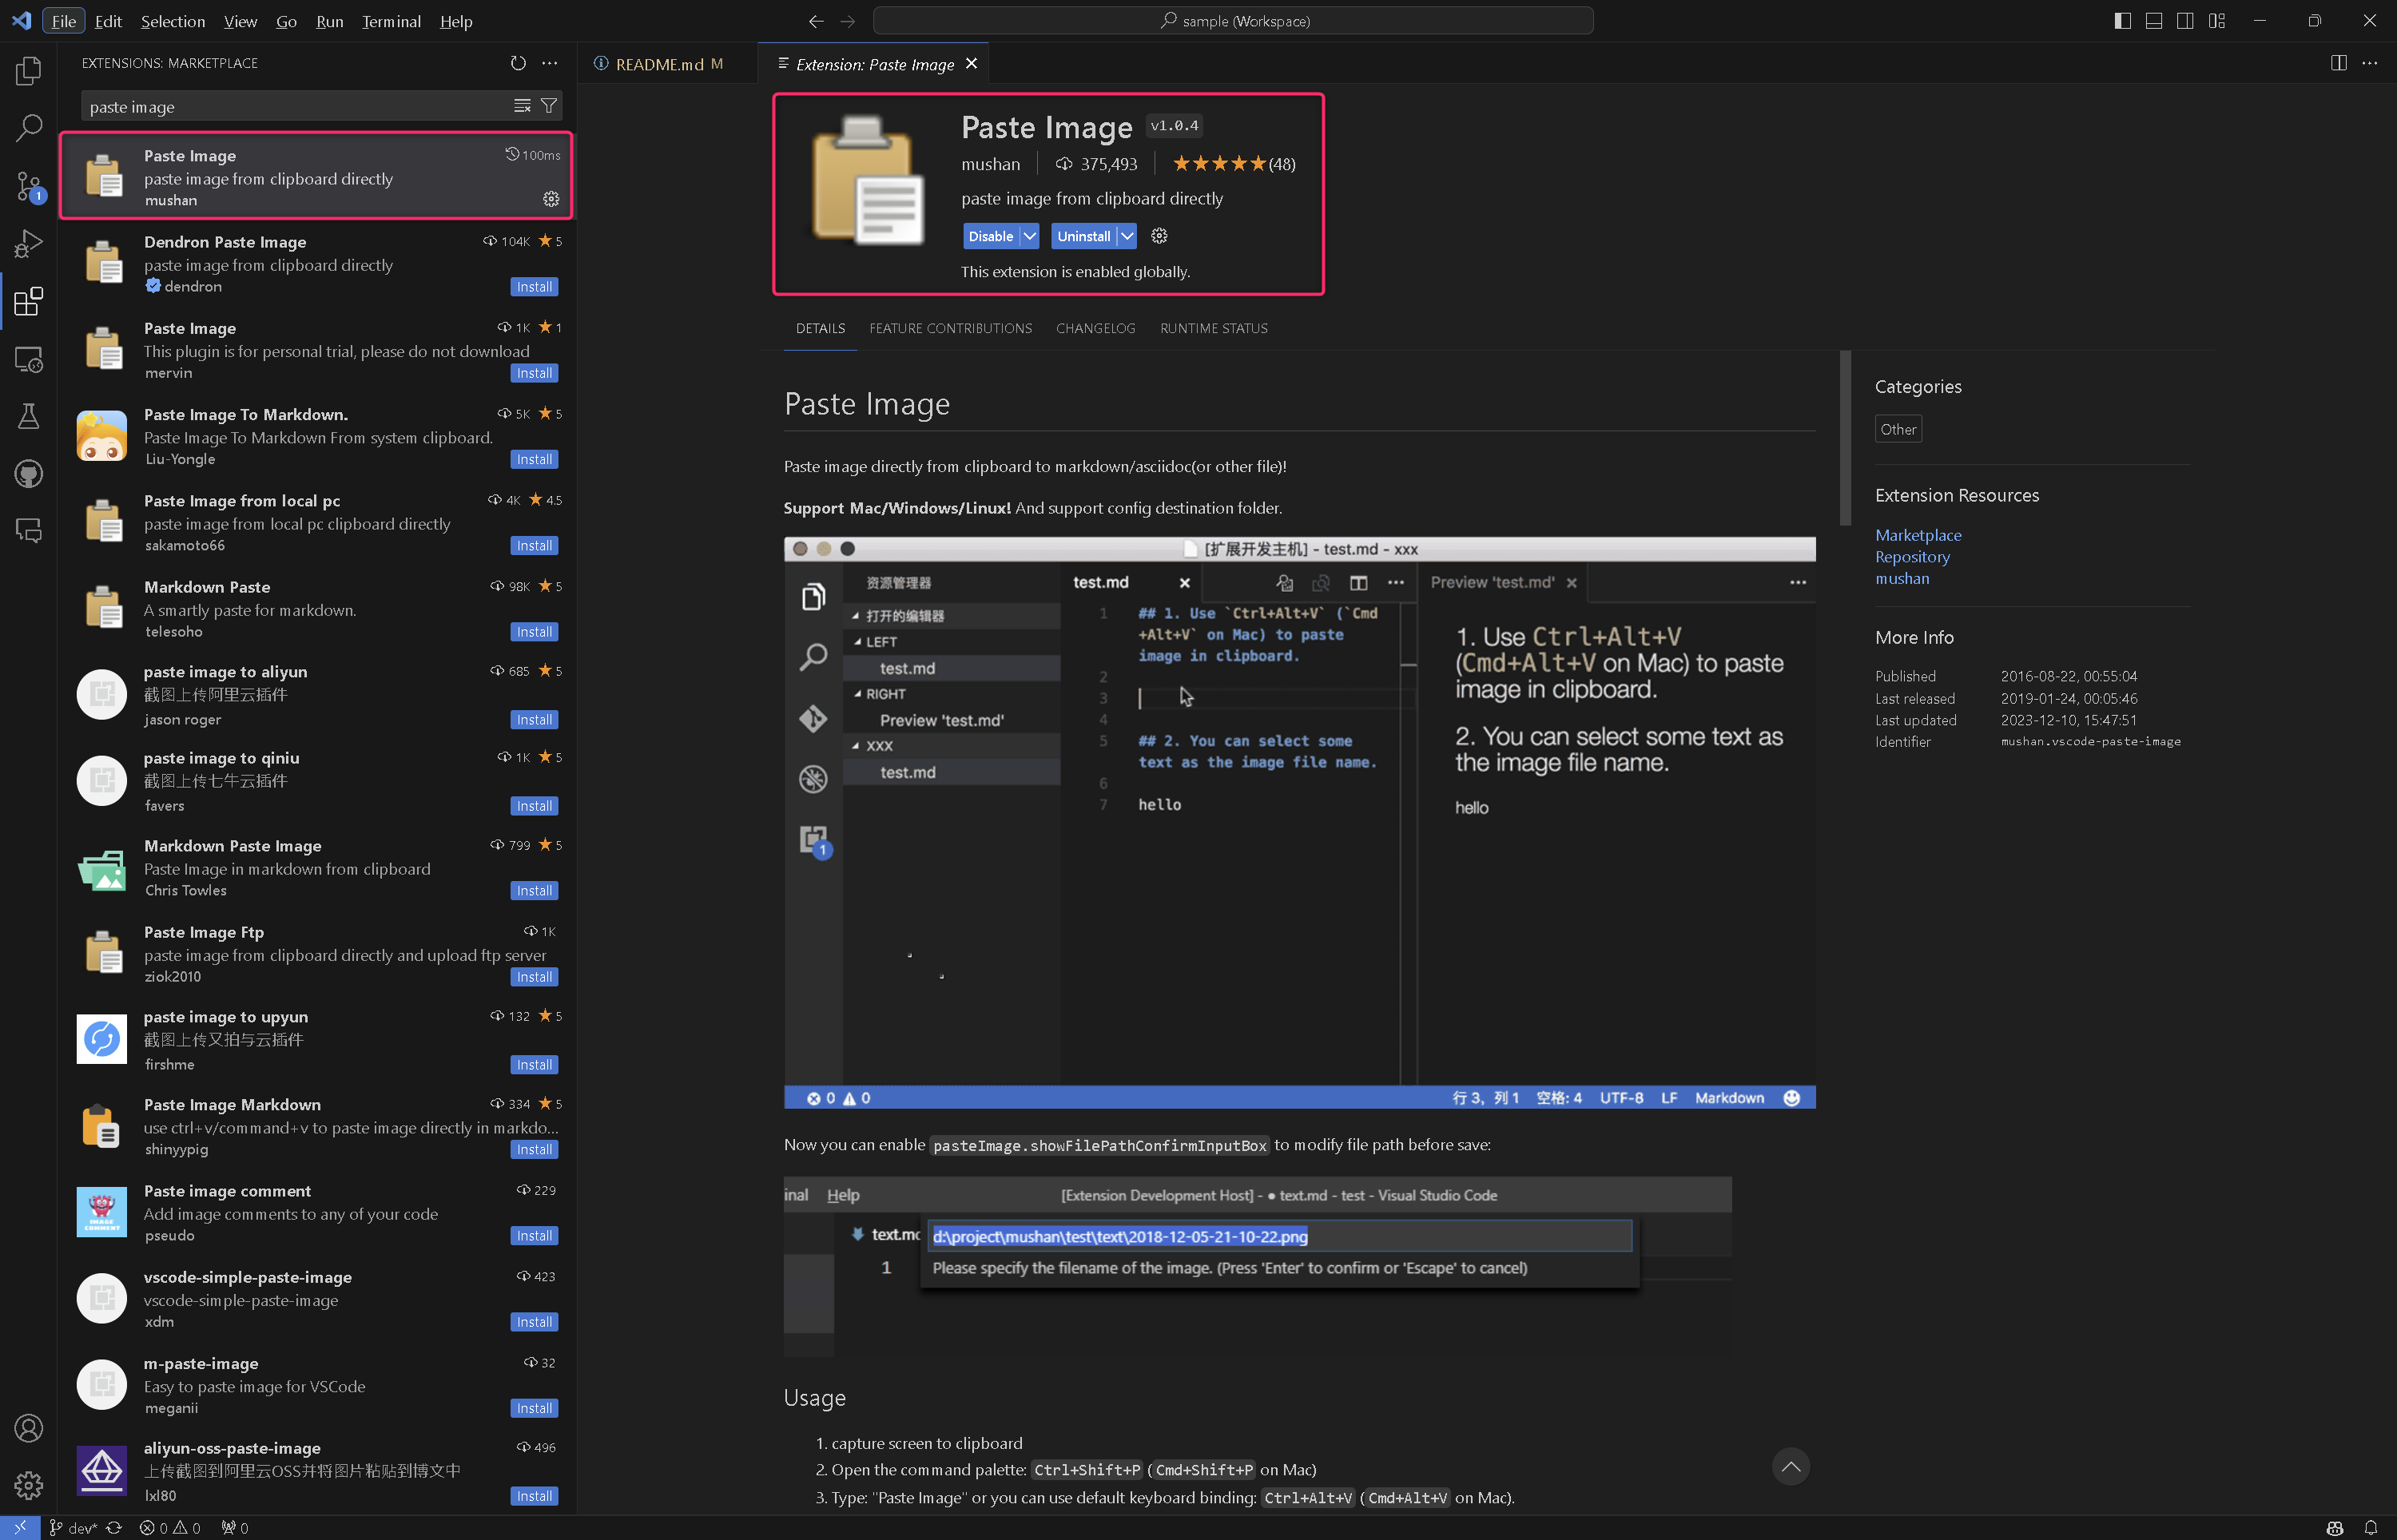 File Edit Selection View Go Run Terminal Help
sample (Workspace)
EXTENSIONS: MARKETPLACE
paste image
Paste Image
100ms
paste image from clipboard directly
mushan
Dendron Paste Image
104K 5
paste image from clipboard directly
dendron
Install
Paste Image
1K 1
This plugin is for personal trial, please do not download
mervin
Install
Paste Image To Markdown.
5K 5
Paste Image To Markdown From system clipboard.
Liu-Yongle
Install
Paste Image from local pc
4K 4.5
paste image from local pc clipboard directly
sakamoto66
Install
Markdown Paste
98K 5
A smartly paste for markdown.
telesoho
Install
paste image to aliyun
685 5
截图上传阿里云插件
jason roger
Install
paste image to qiniu
1K 5
截图上传七牛云插件
favers
Install
Markdown Paste Image
799 5
Paste Image in markdown from clipboard
Chris Towles
Install
Paste Image Ftp
1K
paste image from clipboard directly and upload ftp server
ziok2010
Install
paste image to upyun
132 5
截图上传又拍与云插件
firshme
Install
Paste Image Markdown
334 5
use ctrl+v/command+v to paste image directly in markdo...
shinyypig
Install
Paste image comment
229
Add image comments to any of your code
pseudo
Install
IMAGE
COMMENT
vscode-simple-paste-image
423
vscode-simple-paste-image
xdm
Install
m-paste-image
32
Easy to paste image for VSCode
meganii
Install
aliyun-oss-paste-image
496
上传截图到阿里云OSS并将图片粘贴到博文中
lxl80
Install
1
README.md M
Extension: Paste Image
Paste Image v1.0.4
mushan 375,493 (48)
paste image from clipboard directly
Disable Uninstall
This extension is enabled globally.
DETAILS FEATURE CONTRIBUTIONS CHANGELOG RUNTIME STATUS
Paste Image
Paste image directly from clipboard to markdown/asciidoc(or other file)!
Support Mac/Windows/Linux! And support config destination folder.
[扩展开发主机] - test.md - xxx
资源管理器
打开的编辑器
LEFT
test.md
RIGHT
Preview 'test.md'
XXX
test.md
1
test.md
1 ## 1. Use `Ctrl+Alt+V` (`Cmd
+Alt+V` on Mac) to paste
image in clipboard.
2
3
4
5 ## 2. You can select some
text as the image file name.
6
7 hello
Preview 'test.md'
1. Use Ctrl+Alt+V
(Cmd+Alt+V on Mac) to paste
image in clipboard.
2. You can select some text as
the image file name.
hello
0 0
行 3，列 1 空格: 4 UTF-8 LF Markdown
Now you can enable pasteImage.showFilePathConfirmInputBox to modify file path before save:
inal Help
[Extension Development Host] - ● text.md - test - Visual Studio Code
text.md
d:\project\mushan\test\text\2018-12-05-21-10-22.png
1
Please specify the filename of the image. (Press 'Enter' to confirm or 'Escape' to cancel)
Usage
1. capture screen to clipboard
2. Open the command palette: Ctrl+Shift+P (Cmd+Shift+P on Mac)
3. Type: "Paste Image" or you can use default keyboard binding: Ctrl+Alt+V (Cmd+Alt+V on Mac).
Categories
Other
Extension Resources
Marketplace
Repository
mushan
More Info
Published 2016-08-22, 00:55:04
Last released 2019-01-24, 00:05:46
Last updated 2023-12-10, 15:47:51
Identifier mushan.vscode-paste-image
dev* 0 0 0